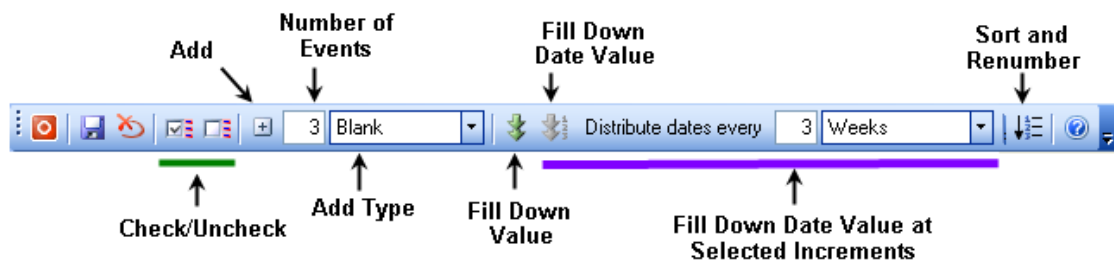 Add
Number of
Events
Fill Down
Date Value
Sort and
Renumber
3 Blank Distribute dates every 3 Weeks
Check/Uncheck
Add Type
Fill Down
Value
Fill Down Date Value at
Selected Increments